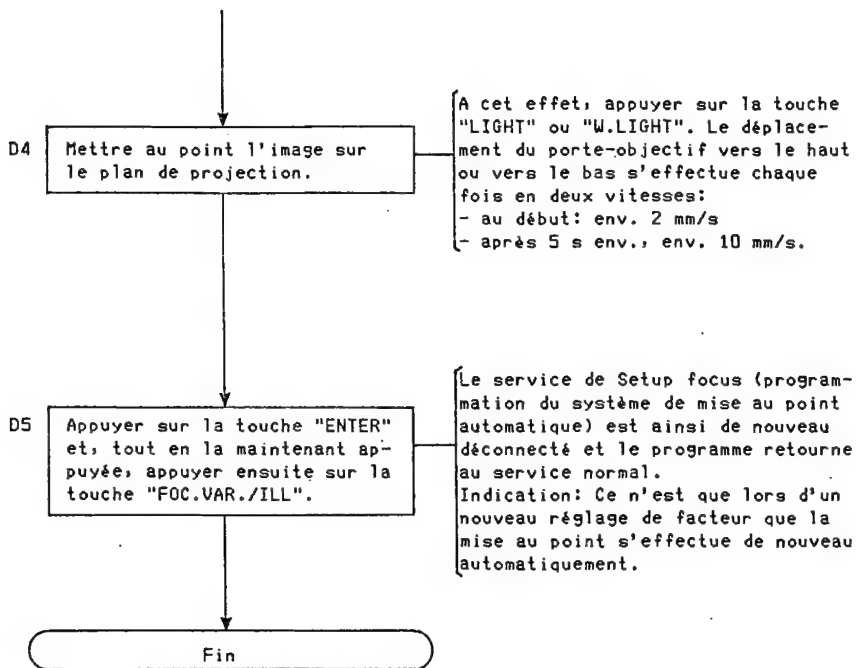 A cet effet, appuyer sur la touche
"LIGHT" ou "W.LIGHT". Le déplace-
D4 Mettre au point l'image sur
le plan de projection.
ment du porte-objectif vers le haut
ou vers le bas s'effectue chaque
fois en deux vitesses:
- au début: env. 2 mm/s
- après 5 s env., env. 10 mm/s.
D5 Appuyer sur la touche "ENTER"
et, tout en la maintenant ap-
puyée, appuyer ensuite sur la
touche "FOC.VAR./ILL".
Le service de Setup focus (program-
mation du système de mise au point
automatique) est ainsi de nouveau
déconnecté et le programme retourne
au service normal.
Indication: Ce n'est que lors d'un
nouveau réglage de facteur que la
mise au point s'effectue de nouveau
automatiquement.
Fin